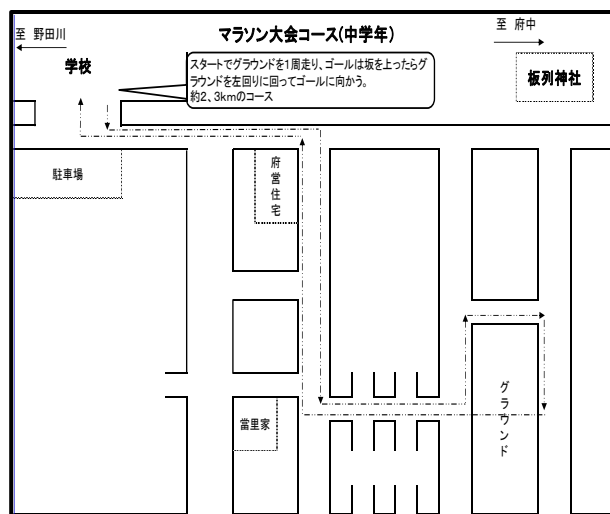 至 野田川
マラソン大会コース(中学年)
至 府中
学校
スタートでグラウンドを1周走り、ゴールは坂を上ったらグ
ラウンドを左回りに回ってゴールに向かう。
約2、3kmのコース
板列神社
駐車場
府営住宅
グラウンド
當里家